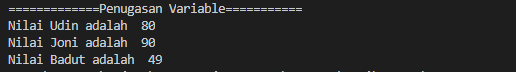 =============Penugasan Variable===========
Nilai Udin adalah  80
Nilai Joni adalah  90
Nilai Badut adalah  49